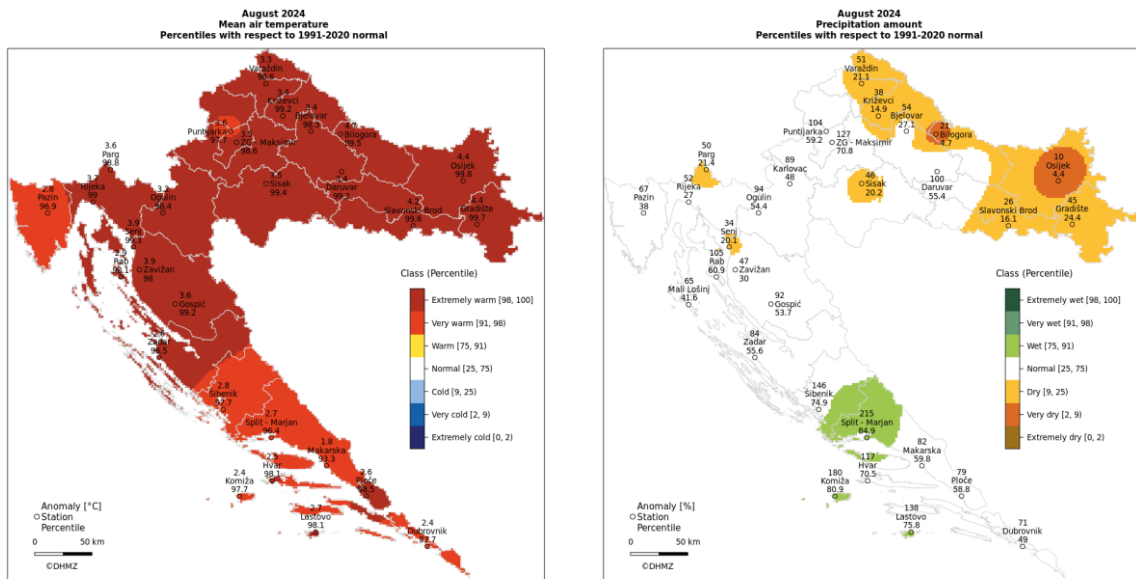 August 2024
Mean air temperature
Percentiles with respect to 1991-2020 normal
3.3
Varaždin
98.6
3.4
Križevci
99.2
3.4
Bjelovar
98.3
3.6
Puntijarka
97.7
ZG - Maksimir
98.6
4.7
Bilogora
99.5
3.6
Parg
98.8
4.4
Osijek
99.8
2.8
Pazin
96.9
Rijeka
99
3.2
Ogulin
98.4
3.5
Sisak
99.4
Daruvar
99.2
4.2
Slavonski Brod
99.6
4.4
Gradište
99.7
3.9
Senj
99.3
2.9
Rab
98.1
3.9
Zavižan
98
3.6
Gospić
99.2
2.6
Zadar
98.5
2.8
Šibenik
97.7
2.7
Split - Marjan
96.4
1.8
Makarska
93.3
2.5
Hvar
98.1
2.6
Ploče
98.5
2.4
Komiža
97.7
2.7
Lastovo
98.1
2.4
Dubrovnik
97.7
Class (Percentile)
Extremely warm [98, 100]
Very warm [91, 98)
Warm [75, 91)
Normal [25, 75)
Cold [9, 25)
Very cold [2, 9)
Extremely cold [0, 2)
Anomaly [°C]
Station
Percentile
0 50 km
©DHMZ
August 2024
Precipitation amount
Percentiles with respect to 1991-2020 normal
51
Varaždin
21.1
38
Križevci
14.9
54
Bjelovar
27.1
104
Puntijarka
59.2
127
ZG - Maksimir
70.8
21
Bilogora
4.7
50
Parg
21.4
10
Osijek
4.4
67
Pazin
38
52
Rijeka
27
89
Karlovac
48
94
Ogulin
54.4
46
Sisak
20.2
100
Daruvar
55.4
26
Slavonski Brod
16.1
45
Gradište
24.4
34
Senj
20.1
105
Rab
60.9
47
Zavižan
30
65
Mali Lošinj
41.6
92
Gospić
53.7
84
Zadar
55.6
146
Šibenik
74.9
215
Split - Marjan
84.9
82
Makarska
59.8
117
Hvar
70.5
79
Ploče
58.8
180
Komiža
80.9
138
Lastovo
75.8
71
Dubrovnik
49
Class (Percentile)
Extremely wet [98, 100]
Very wet [91, 98)
Wet [75, 91)
Normal [25, 75)
Dry [9, 25)
Very dry [2, 9)
Extremely dry [0, 2)
Anomaly [%]
Station
Percentile
0 50 km
©DHMZ